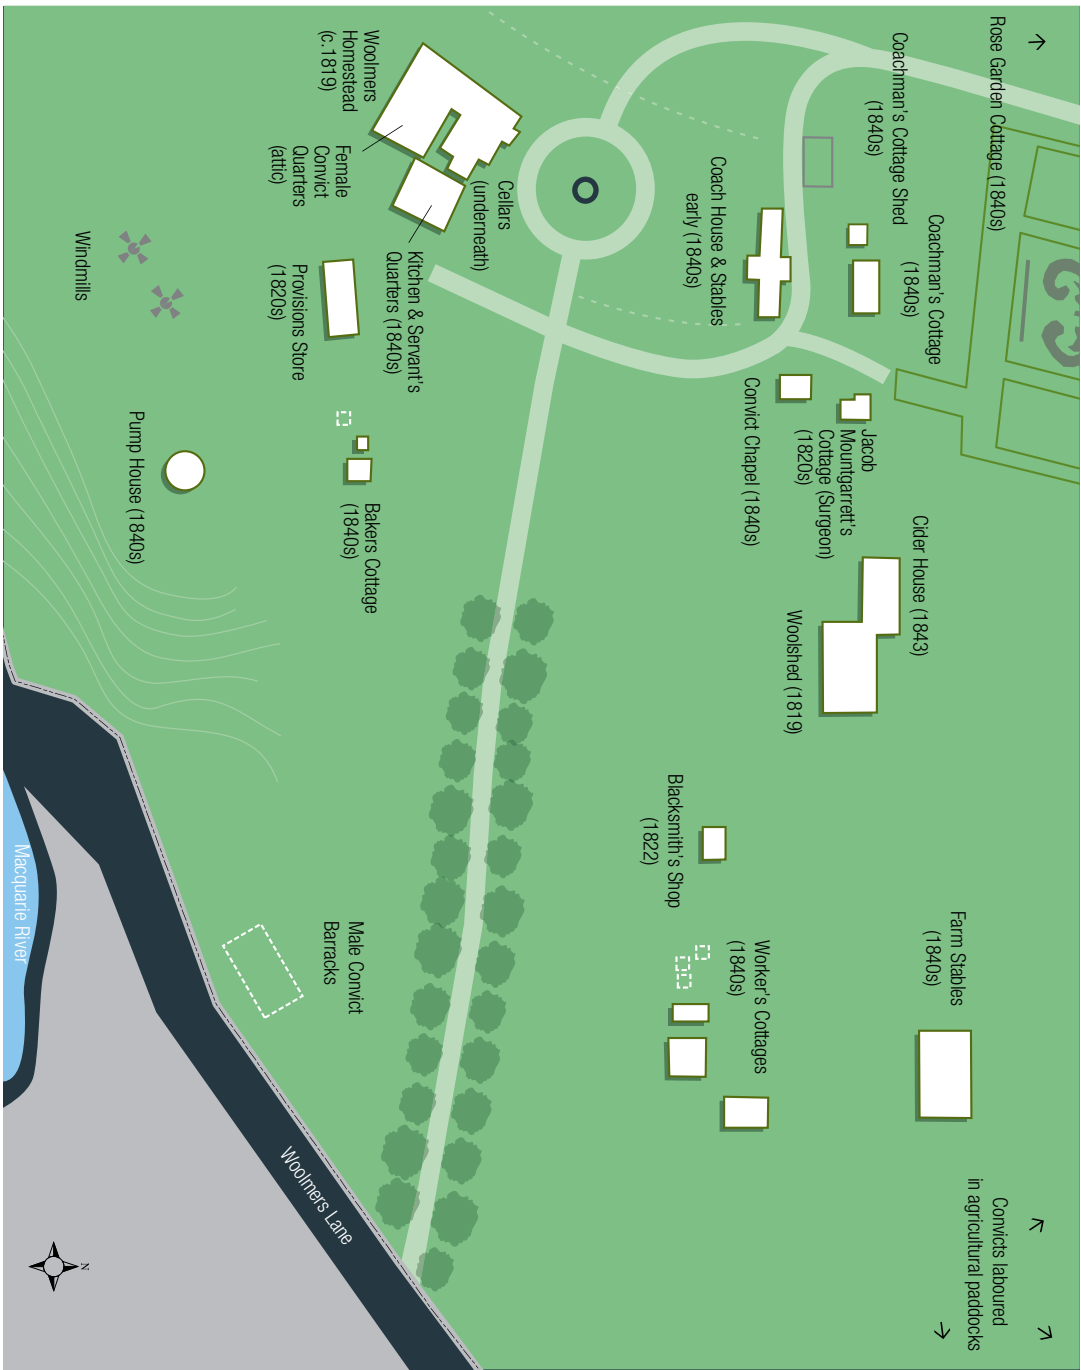 Rose Garden Cottage (1840s)
Convicts laboured
in agricultural paddocks
Farm Stables
(1840s)
Coachman's Cottage
(1840s)
Cider House (1843)
Coachman's Cottage Shed
(1840s)
Jacob
Mountgarrett's
Cottage (Surgeon)
(1820s)
Woolshed (1819)
Worker's Cottages
(1840s)
Convict Chapel (1840s)
Coach House & Stables
early (1840s)
Blacksmith's Shop
(1822)
Cellars
(underneath)
Kitchen & Servant's
Quarters (1840s)
Woolmers
Homestead
(c.1819)
Bakers Cottage
(1840s)
Male Convict
Barracks
Female
Convict
Quarters
(attic)
Provisions Store
(1820s)
Woolmers Lane
Pump House (1840s)
Windmills
N
Macquarie River